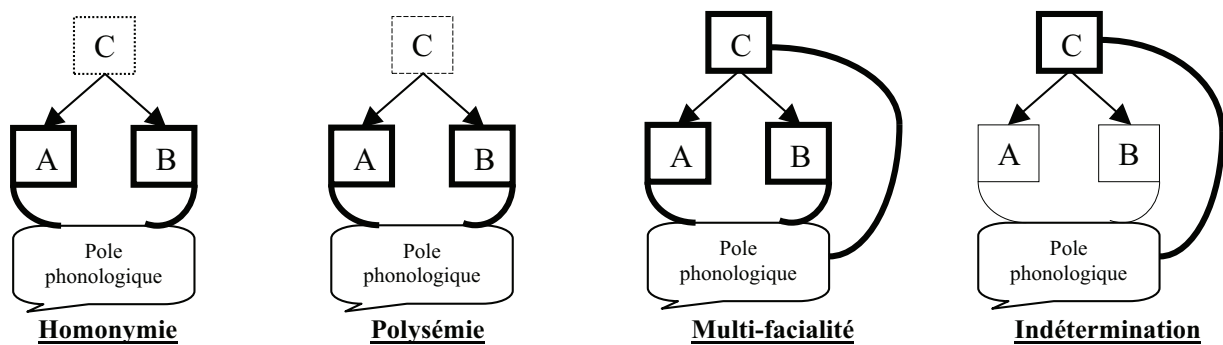 C
A
B
Pole
phonologique
Homonymie
C
A
B
Pole
phonologique
Polysémie
C
A
B
Pole
phonologique
Multi-facialité
C
A
B
Pole
phonologique
Indétermination